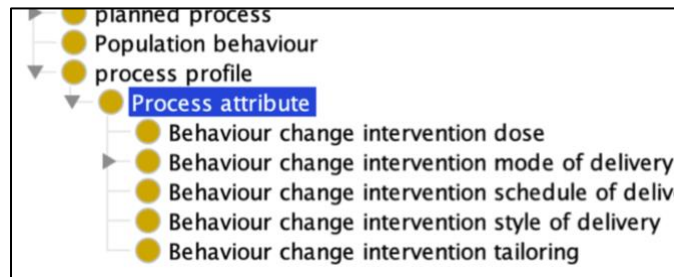 planned process
Population behaviour
process profile
Process attribute
Behaviour change intervention dose
Behaviour change intervention mode of delivery
Behaviour change intervention schedule of
Behaviour change intervention style of delivery
Behaviour change intervention tailoring